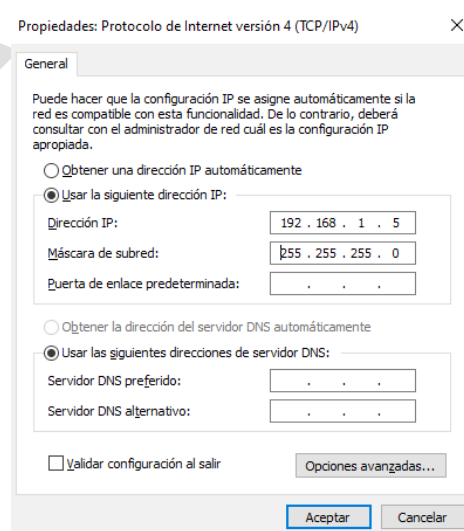 Propiedades: Protocolo de Internet versión 4 (TCP/IPv4)
General
Puede hacer que la configuración IP se asigne automáticamente si la
red es compatible con esta funcionalidad. De lo contrario, deberá
consultar con el administrador de red cuál es la configuración IP
apropiada.
Obtener una dirección IP automáticamente
Usar la siguiente dirección IP:
Dirección IP: 192 . 168 . 1 . 5
Máscara de subred: 255 . 255 . 255 . 0
Puerta de enlace predeterminada: . . .
Obtener la dirección del servidor DNS automáticamente
Usar las siguientes direcciones de servidor DNS:
Servidor DNS preferido: . . .
Servidor DNS alternativo: . . .
Validar configuración al salir
Opciones avanzadas...
Aceptar Cancelar